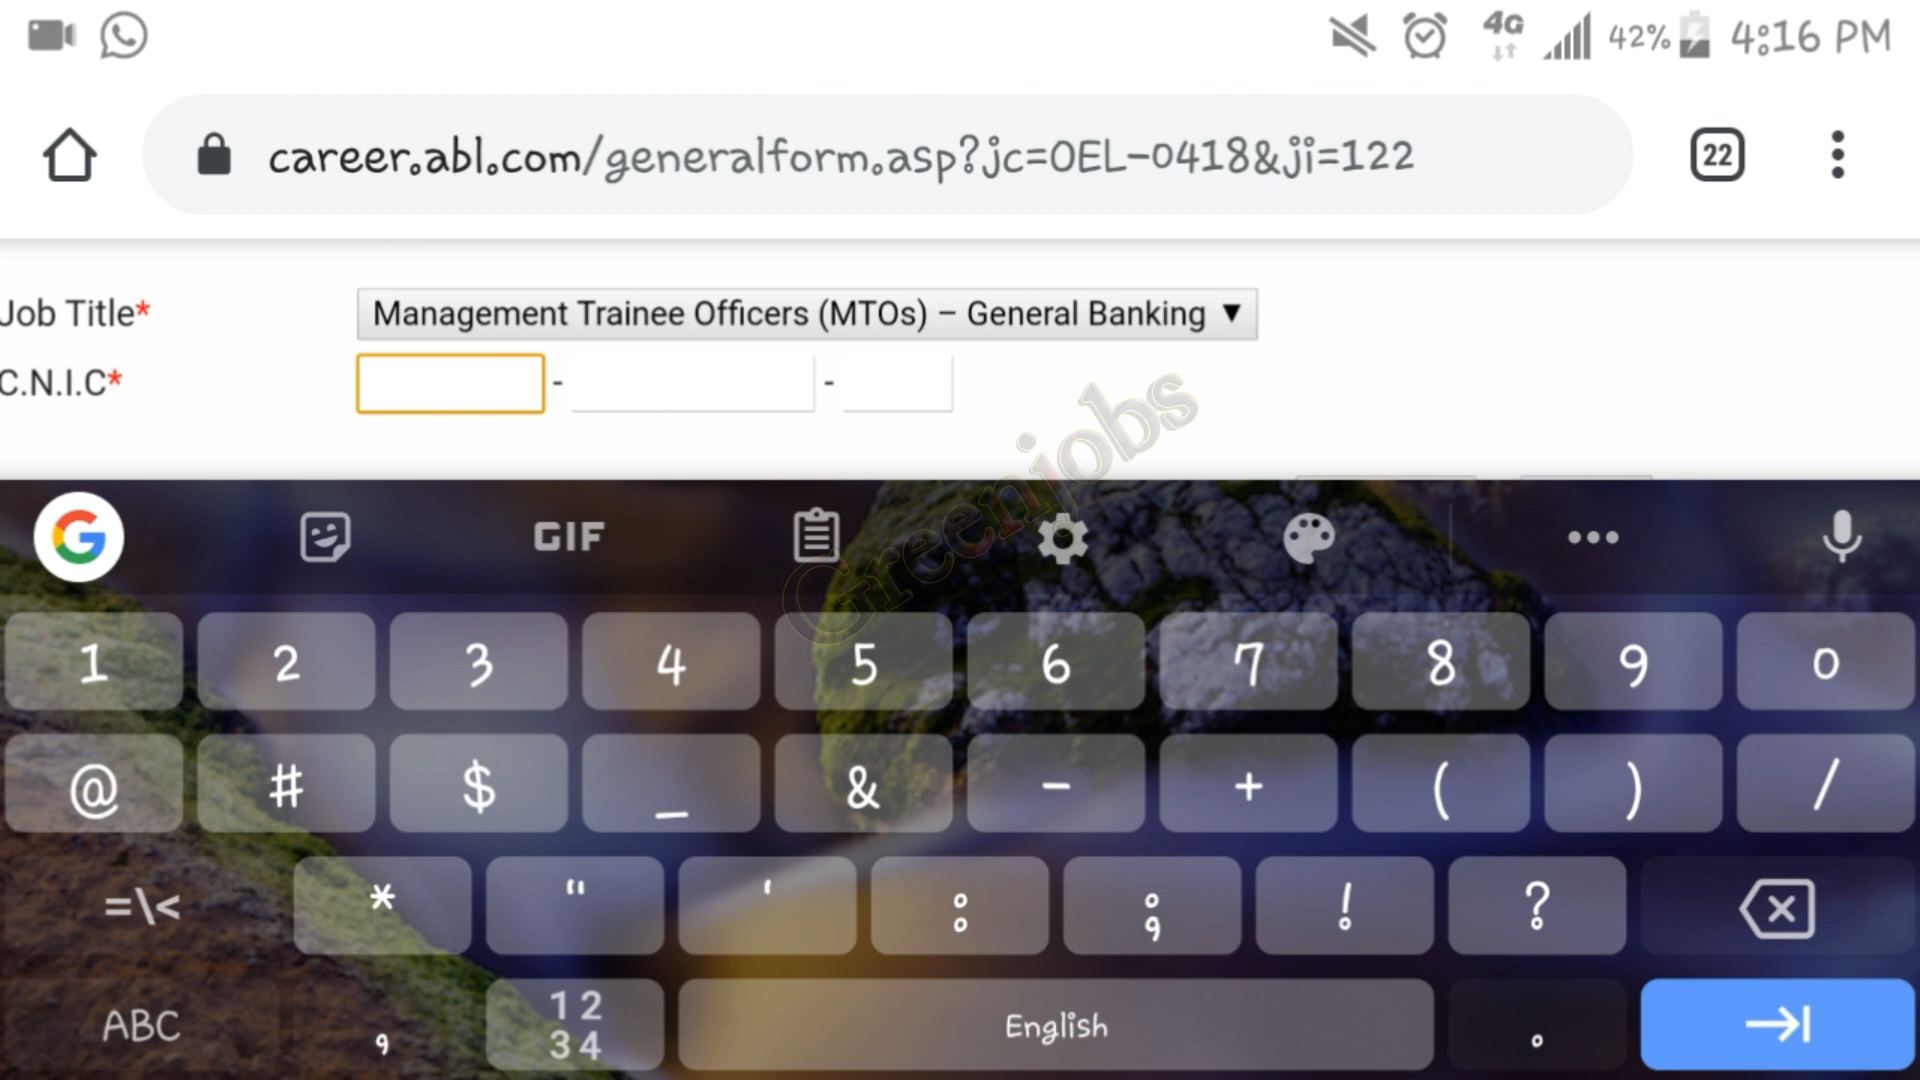 4G 42% 4:16 PM
career.abl.com/generalform.asp?jc=OEL-0418&ji=122 22
Job Title* Management Trainee Officers (MTOs) – General Banking ▼
C.N.I.C* - -
Greenjobs
G GIF
1 2 3 4 5 6 7 8 9 0
@ # $ _ & - + ( ) /
=\< * " ' : ; ! ?
ABC , 12 34 English .